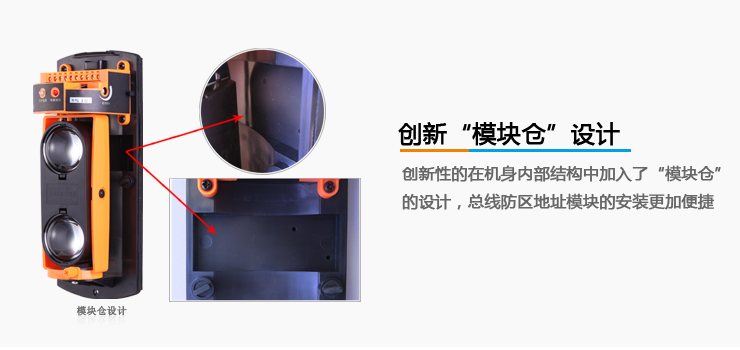 创新“模块仓”设计
创新性的在机身内部结构中加入了“模块仓”
的设计，总线防区地址模块的安装更加便捷
模块仓设计